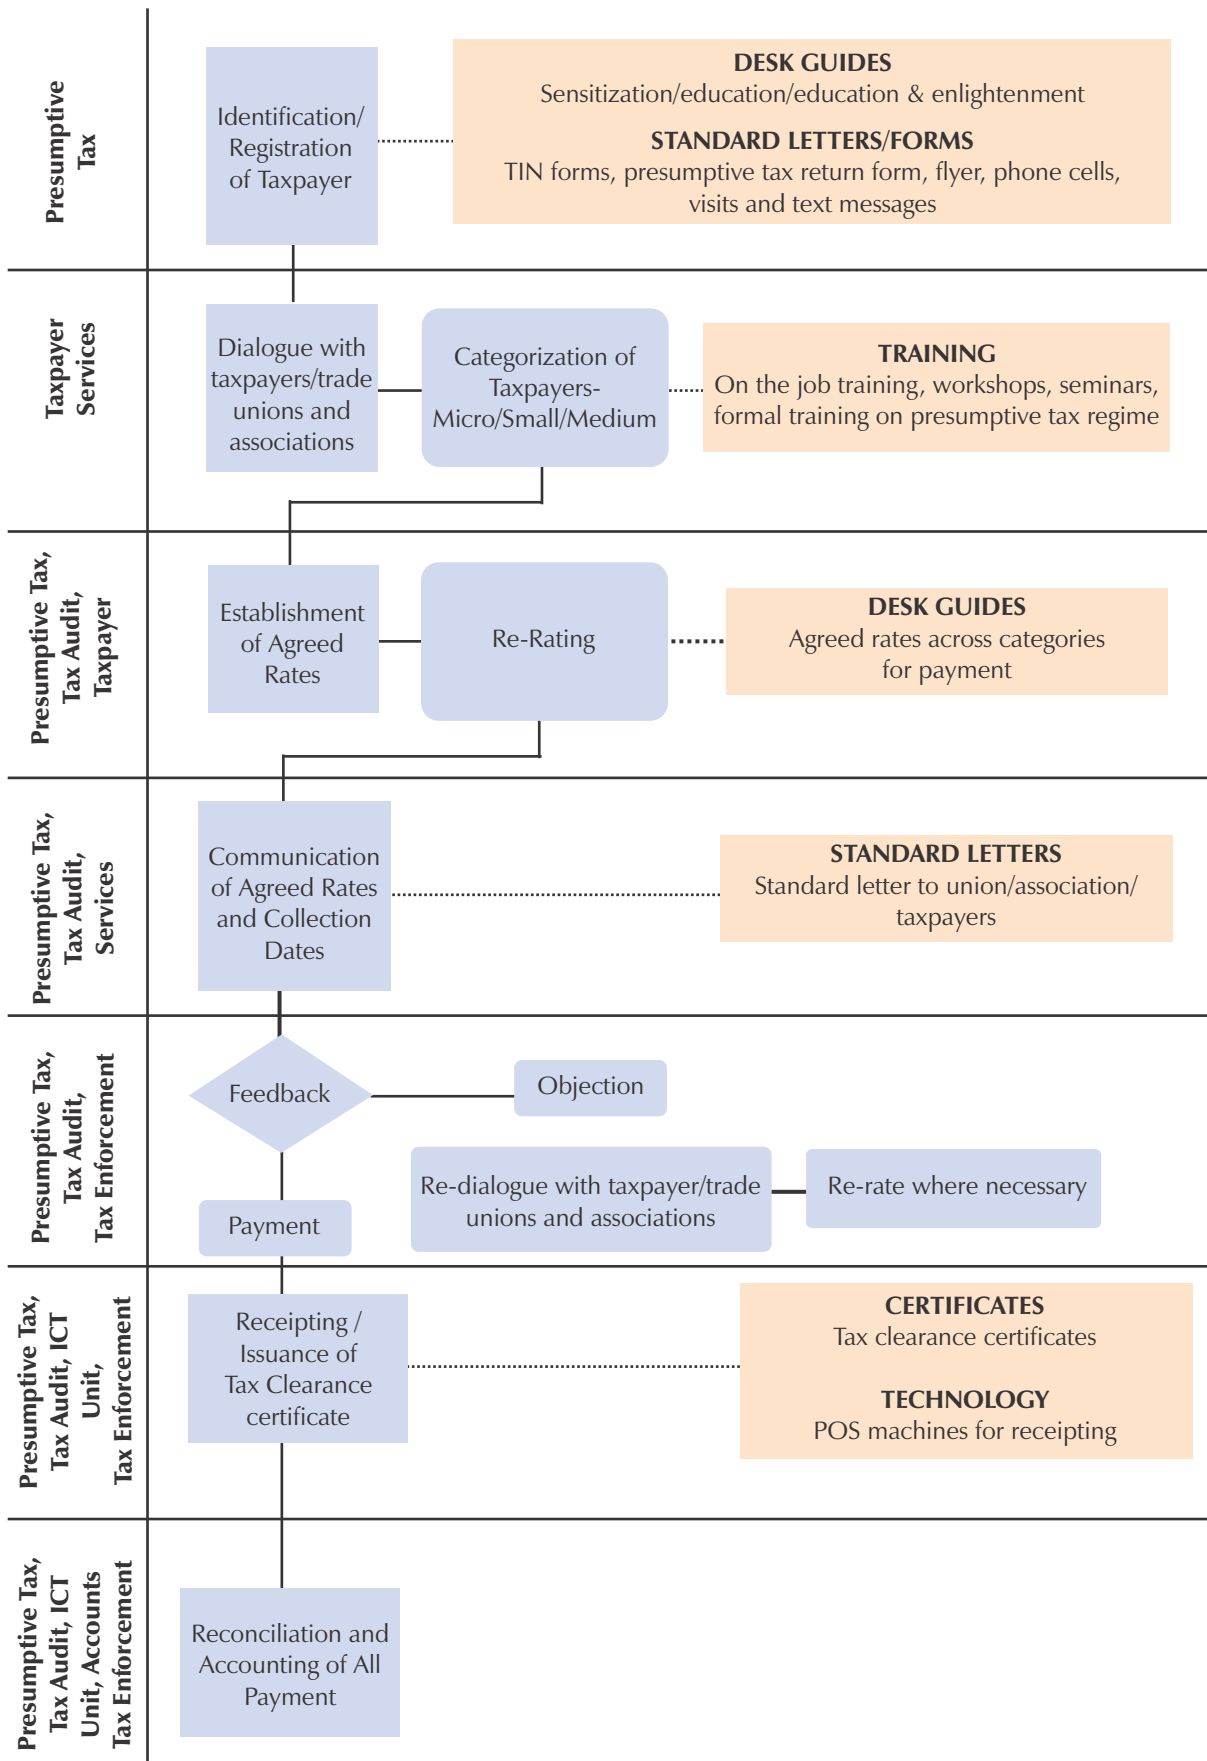 Presumptive
Tax
Identification/
Registration
of Taxpayer
DESK GUIDES
Sensitization/education/education & enlightenment
STANDARD LETTERS/FORMS
TIN forms, presumptive tax return form, flyer, phone cells,
visits and text messages
Taxpayer
Services
Dialogue with
taxpayers/trade
unions and
associations
Categorization of
Taxpayers-
Micro/Small/Medium
TRAINING
On the job training, workshops, seminars,
formal training on presumptive tax regime
Presumptive Tax,
Tax Audit,
Taxpayer
Establishment
of Agreed
Rates
Re-Rating
DESK GUIDES
Agreed rates across categories
for payment
Presumptive Tax,
Tax Audit,
Services
Communication
of Agreed Rates
and Collection
Dates
STANDARD LETTERS
Standard letter to union/association/
taxpayers
Presumptive Tax,
Tax Audit,
Tax Enforcement
Feedback
Objection
Re-dialogue with taxpayer/trade
unions and associations
Re-rate where necessary
Payment
Presumptive Tax,
Tax Audit, ICT
Unit,
Tax Enforcement
Receipting /
Issuance of
Tax Clearance
certificate
CERTIFICATES
Tax clearance certificates
TECHNOLOGY
POS machines for receipting
Presumptive Tax,
Tax Audit, ICT
Unit, Accounts
Tax Enforcement
Reconciliation and
Accounting of All
Payment